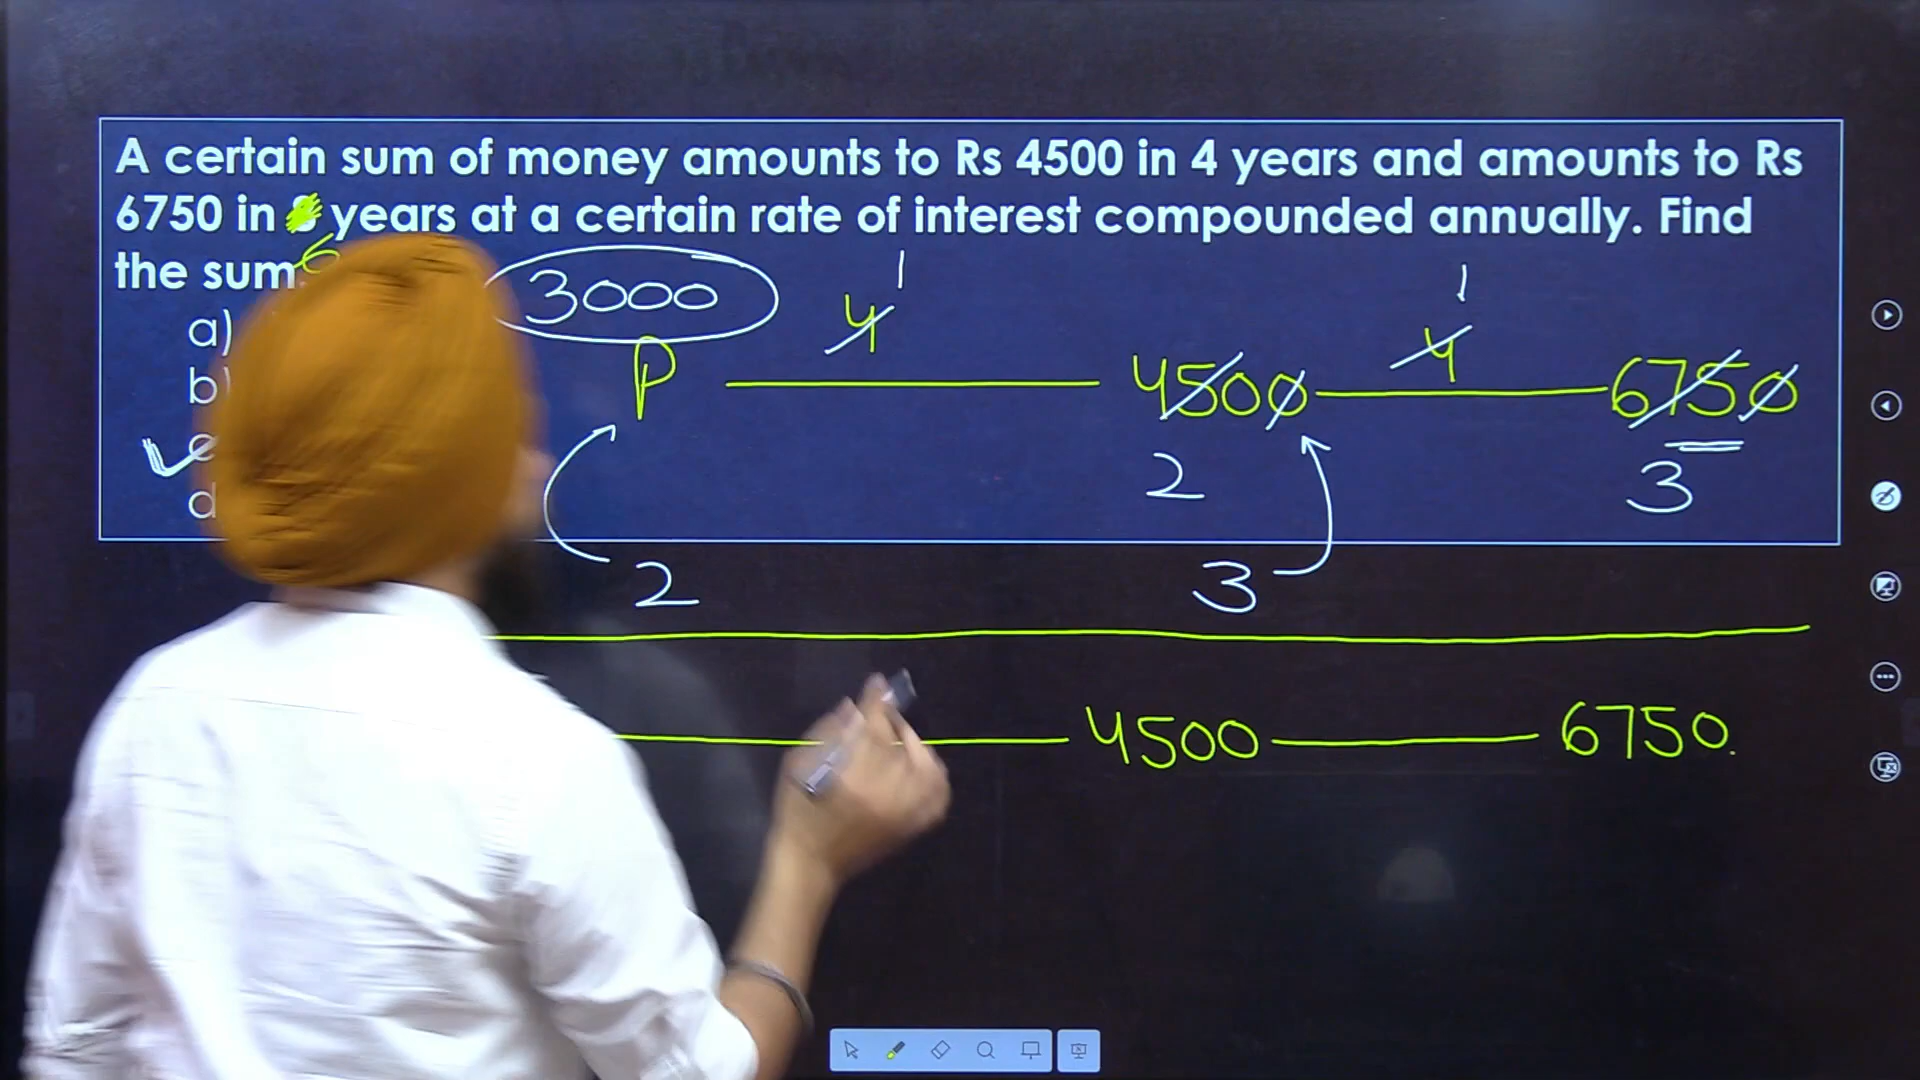 A certain sum of money amounts to Rs 4500 in 4 years and amounts to Rs
6750 in years at a certain rate of interest compounded annually. Find
the sum.
6
a)
b)
d
3000
4 1
4 1
P 4500 6750
2 3
2 3
4500 6750.